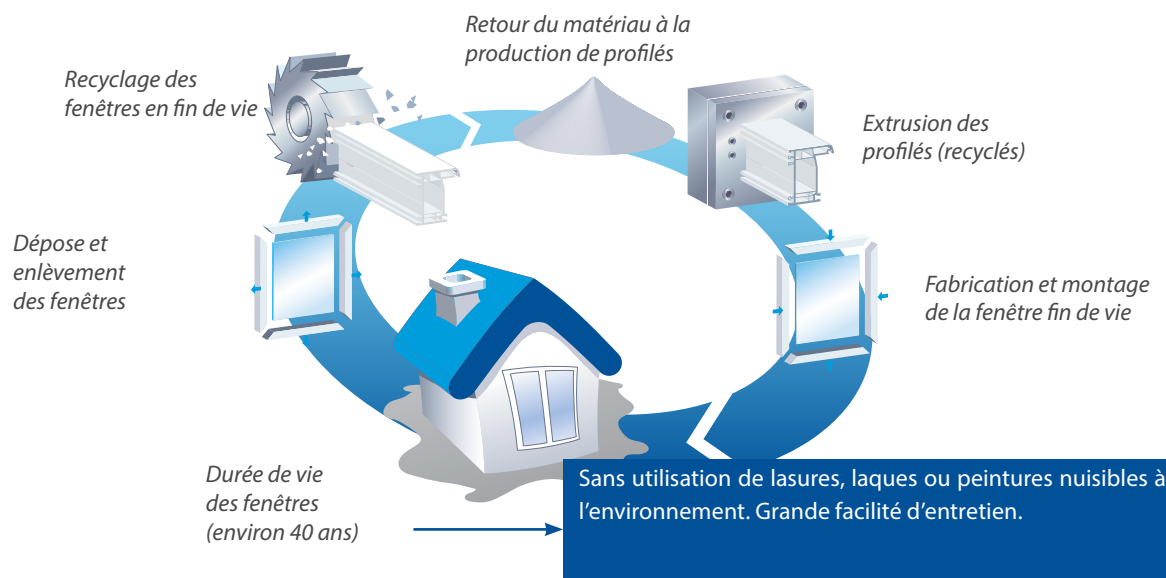 Retour du matériau à la
production de profilés
Recyclage des
fenêtres en fin de vie
Extrusion des
profilés (recyclés)
Dépose et
enlèvement
des fenêtres
Fabrication et montage
de la fenêtre fin de vie
Durée de vie
des fenêtres
(environ 40 ans)
Sans utilisation de lasures, laques ou peintures nuisibles à
l’environnement. Grande facilité d’entretien.